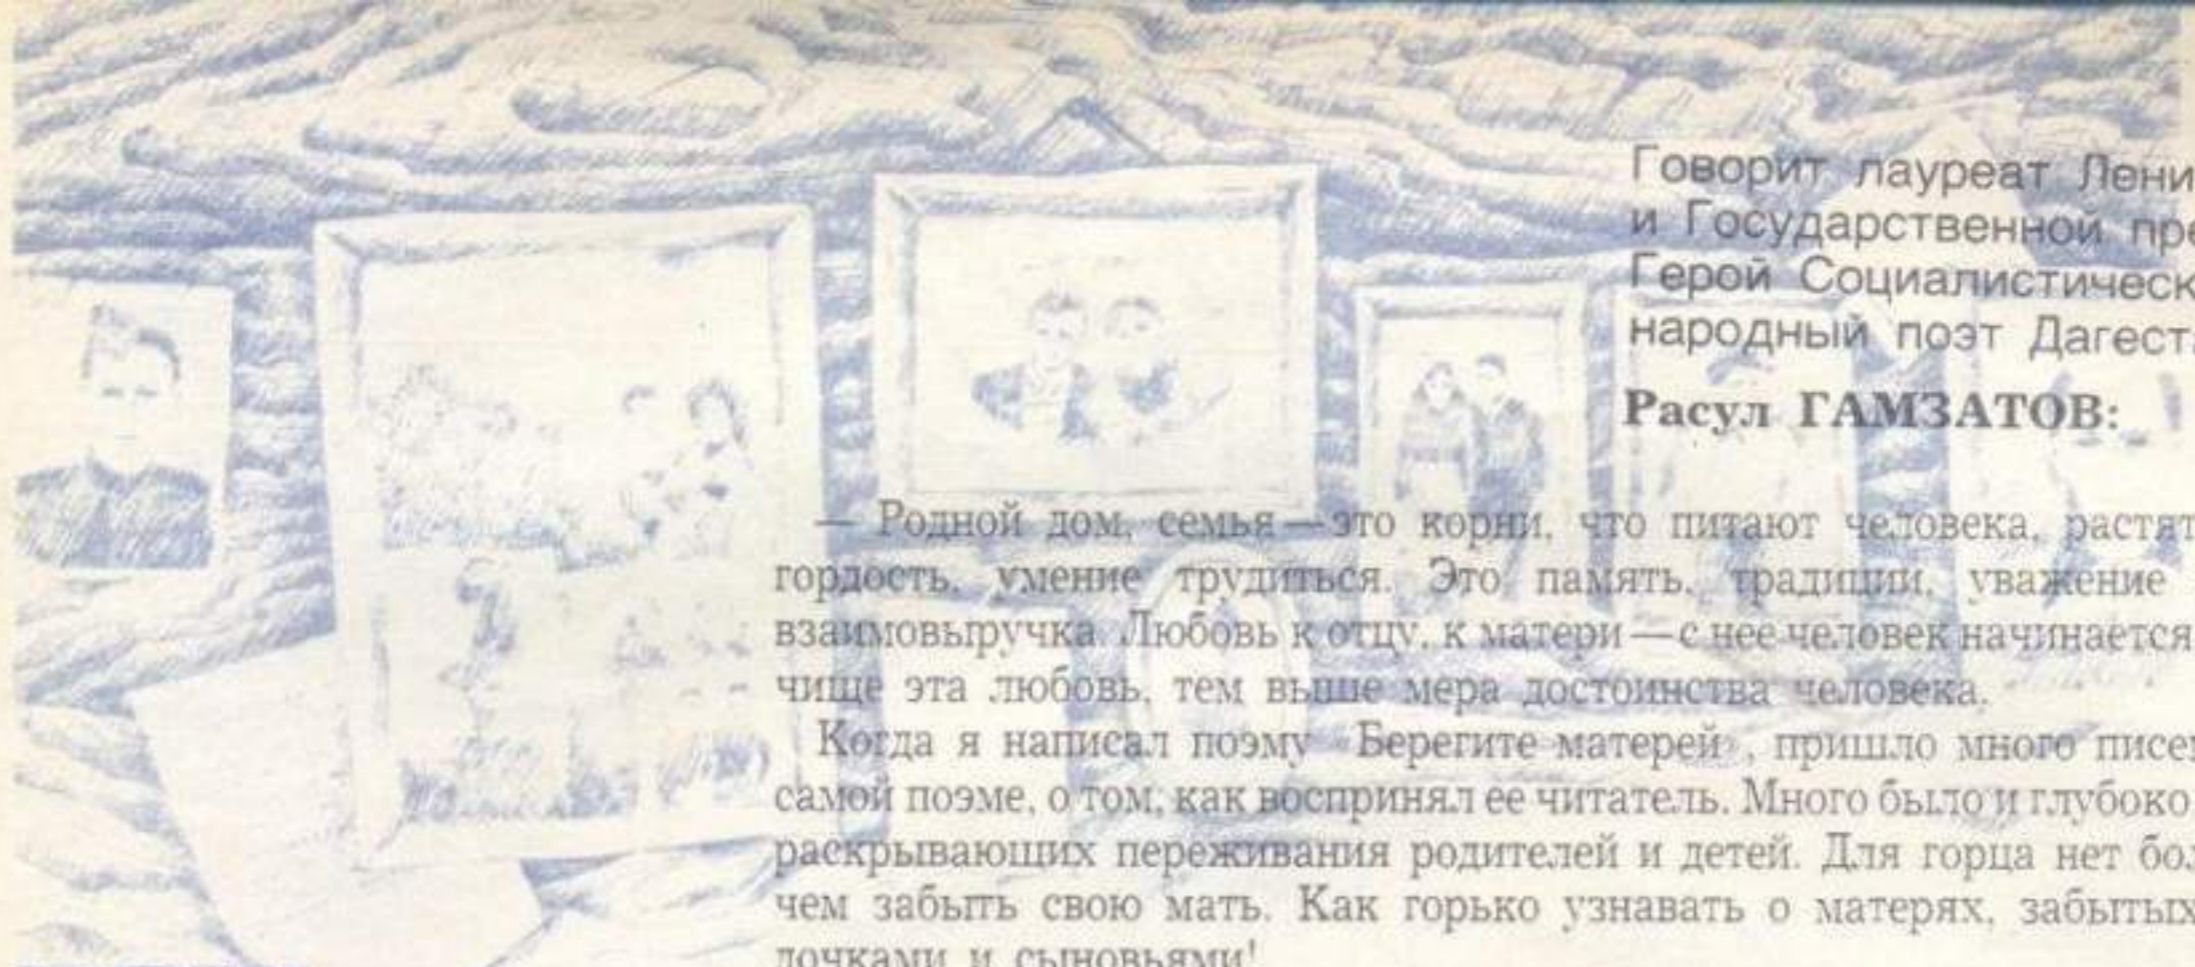 Говорит лауреат Лени
и Государственной пре
Герой Социалистическ
народный поэт Дагест
Расул ГАМЗАТОВ:
— Родной дом, семья — это корни, что питают человека, растят
гордость, умение трудиться. Это память, традиции, уважение
взаимовыручка. Любовь к отцу, к матери — с нее человек начинается
чище эта любовь, тем выше мера достоинства человека.
Когда я написал поэму «Берегите матерей», пришло много писем
самой поэме, о том, как воспринял ее читатель. Много было и глубоко
раскрывающих переживания родителей и детей. Для горца нет бол
чем забыть свою мать. Как горько узнавать о матерях, забытых
дочками и сыновьями!